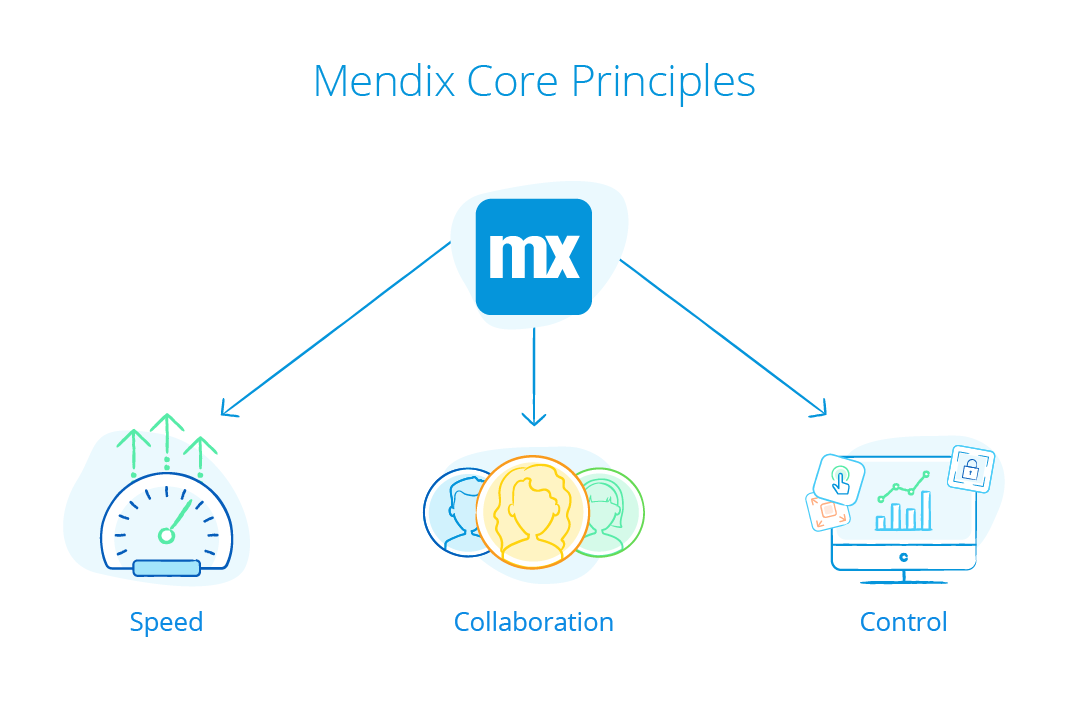 Mendix Core Principles
mx
Speed
Collaboration
Control